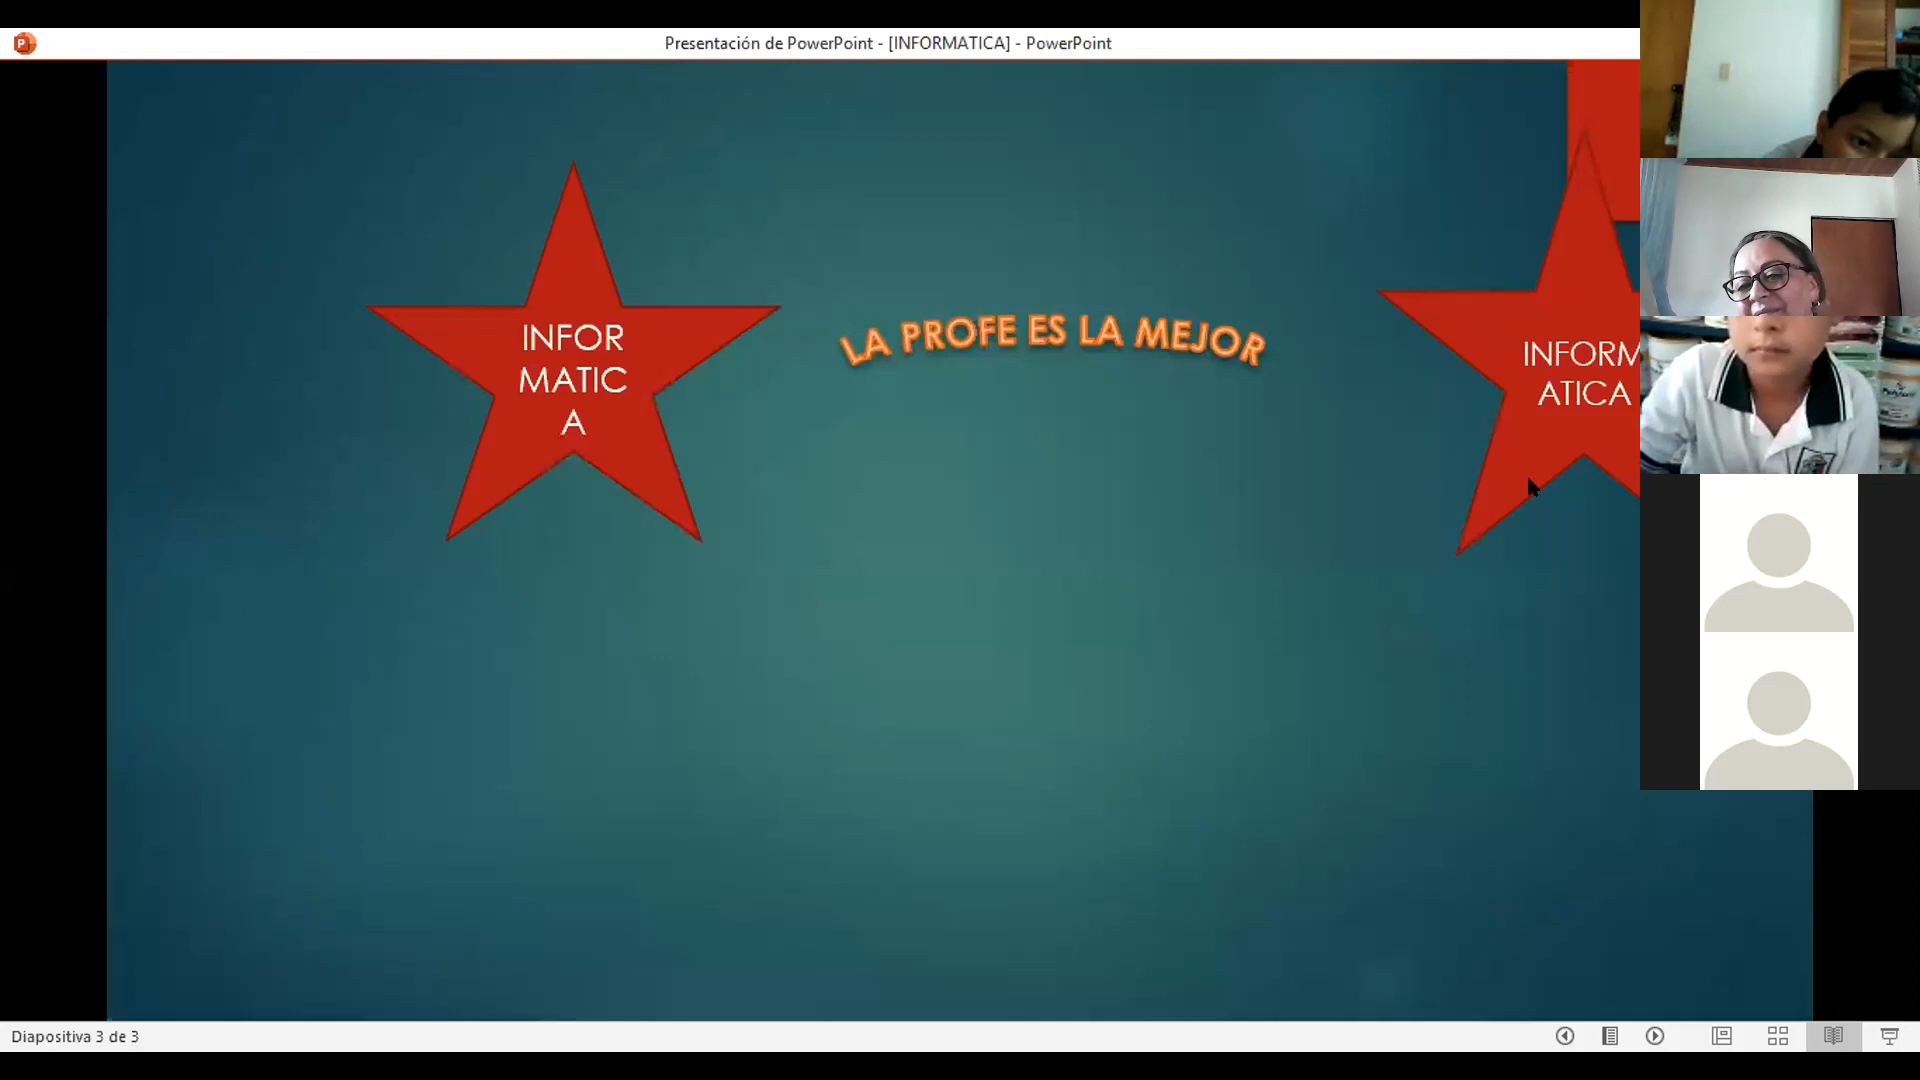 Presentación de PowerPoint - [INFORMATICA] - PowerPoint
INFOR
MATIC
A
LA PROFE ES LA MEJOR
INFORM
ATICA
Diapositiva 3 de 3